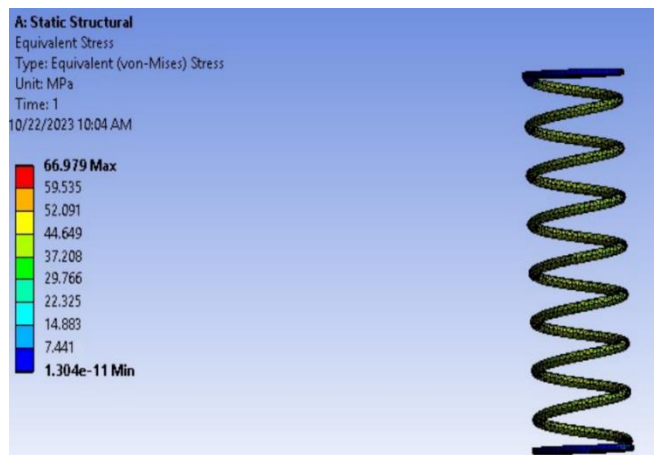 A: Static Structural
Equivalent Stress
Type: Equivalent (von-Mises) Stress
Unit: MPa
Time: 1
10/22/2023 10:04 AM
66.979 Max
59.535
52.091
44.649
37.208
29.766
22.325
14.883
7.441
1.304e-11 Min